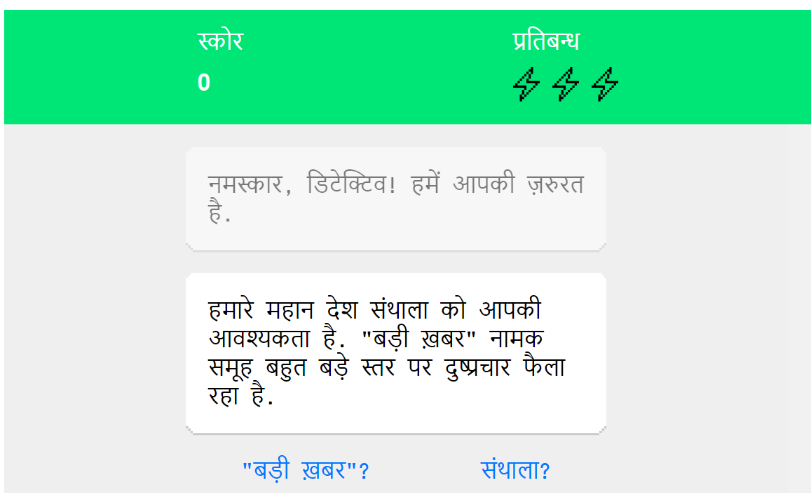 स्कोर
प्रतिबन्ध
0
नमस्कार, डिटेक्टिव! हमें आपकी ज़रुरत
है.
हमारे महान देश संथाला को आपकी
आवश्यकता है. "बड़ी ख़बर" नामक
समूह बहुत बड़े स्तर पर दुष्प्रचार फैला
रहा है.
"बड़ी ख़बर"?
संथाला?